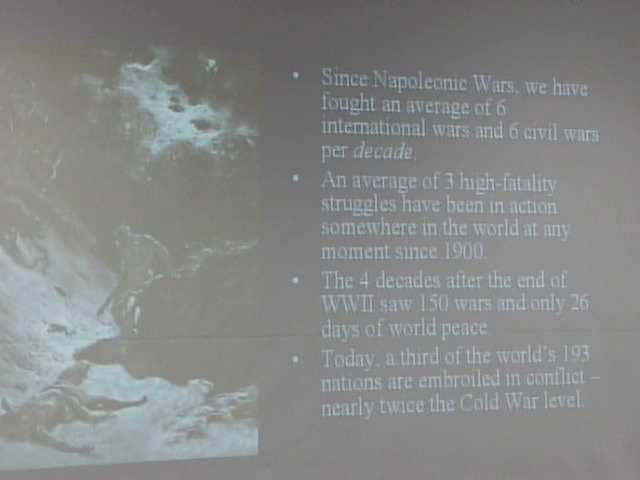 • Since Napoleonic Wars, we have
fought an average of 6
international wars and 6 civil wars
per decade.
• An average of 3 high-fatality
struggles have been in action
somewhere in the world at any
moment since 1900.
• The 4 decades after the end of
WWII saw 150 wars and only 26
days of world peace.
• Today, a third of the world's 193
nations are embroiled in conflict –
nearly twice the Cold War level.